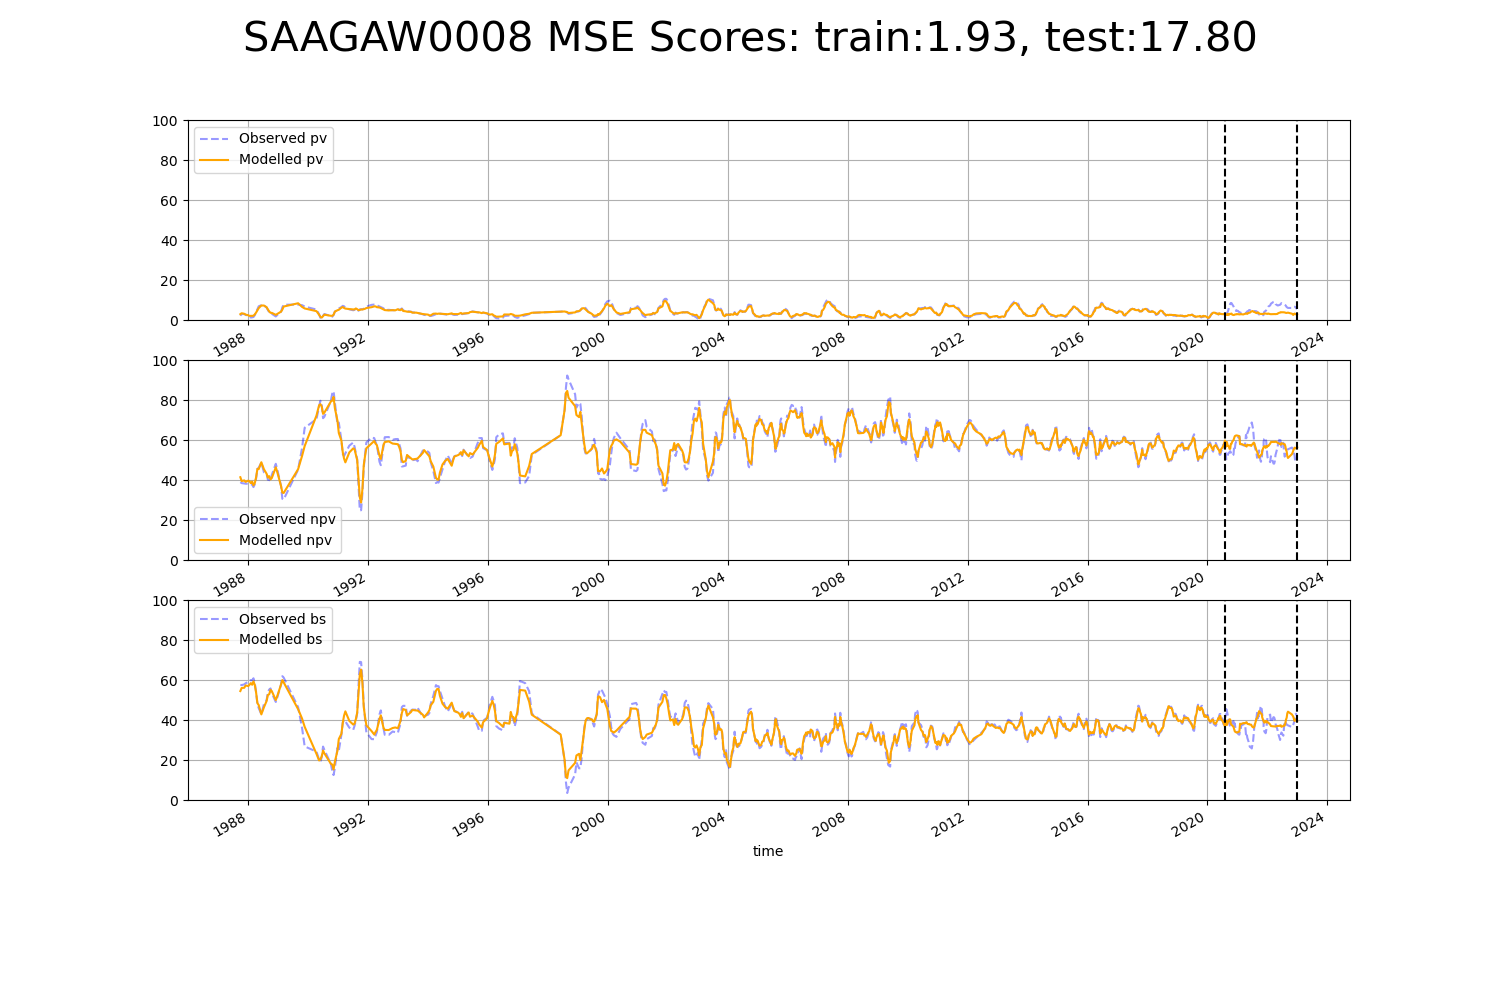 SAAGAW0008 MSE Scores: train:1.93, test:17.80
100
80
60
40
20
0
Observed pv
Modelled pv
1988 1992 1996 2000 2004 2008 2012 2016 2020 2024
100
80
60
40
20
0
Observed npv
Modelled npv
1988 1992 1996 2000 2004 2008 2012 2016 2020 2024
100
80
60
40
20
0
Observed bs
Modelled bs
1988 1992 1996 2000 2004 2008 2012 2016 2020 2024
time